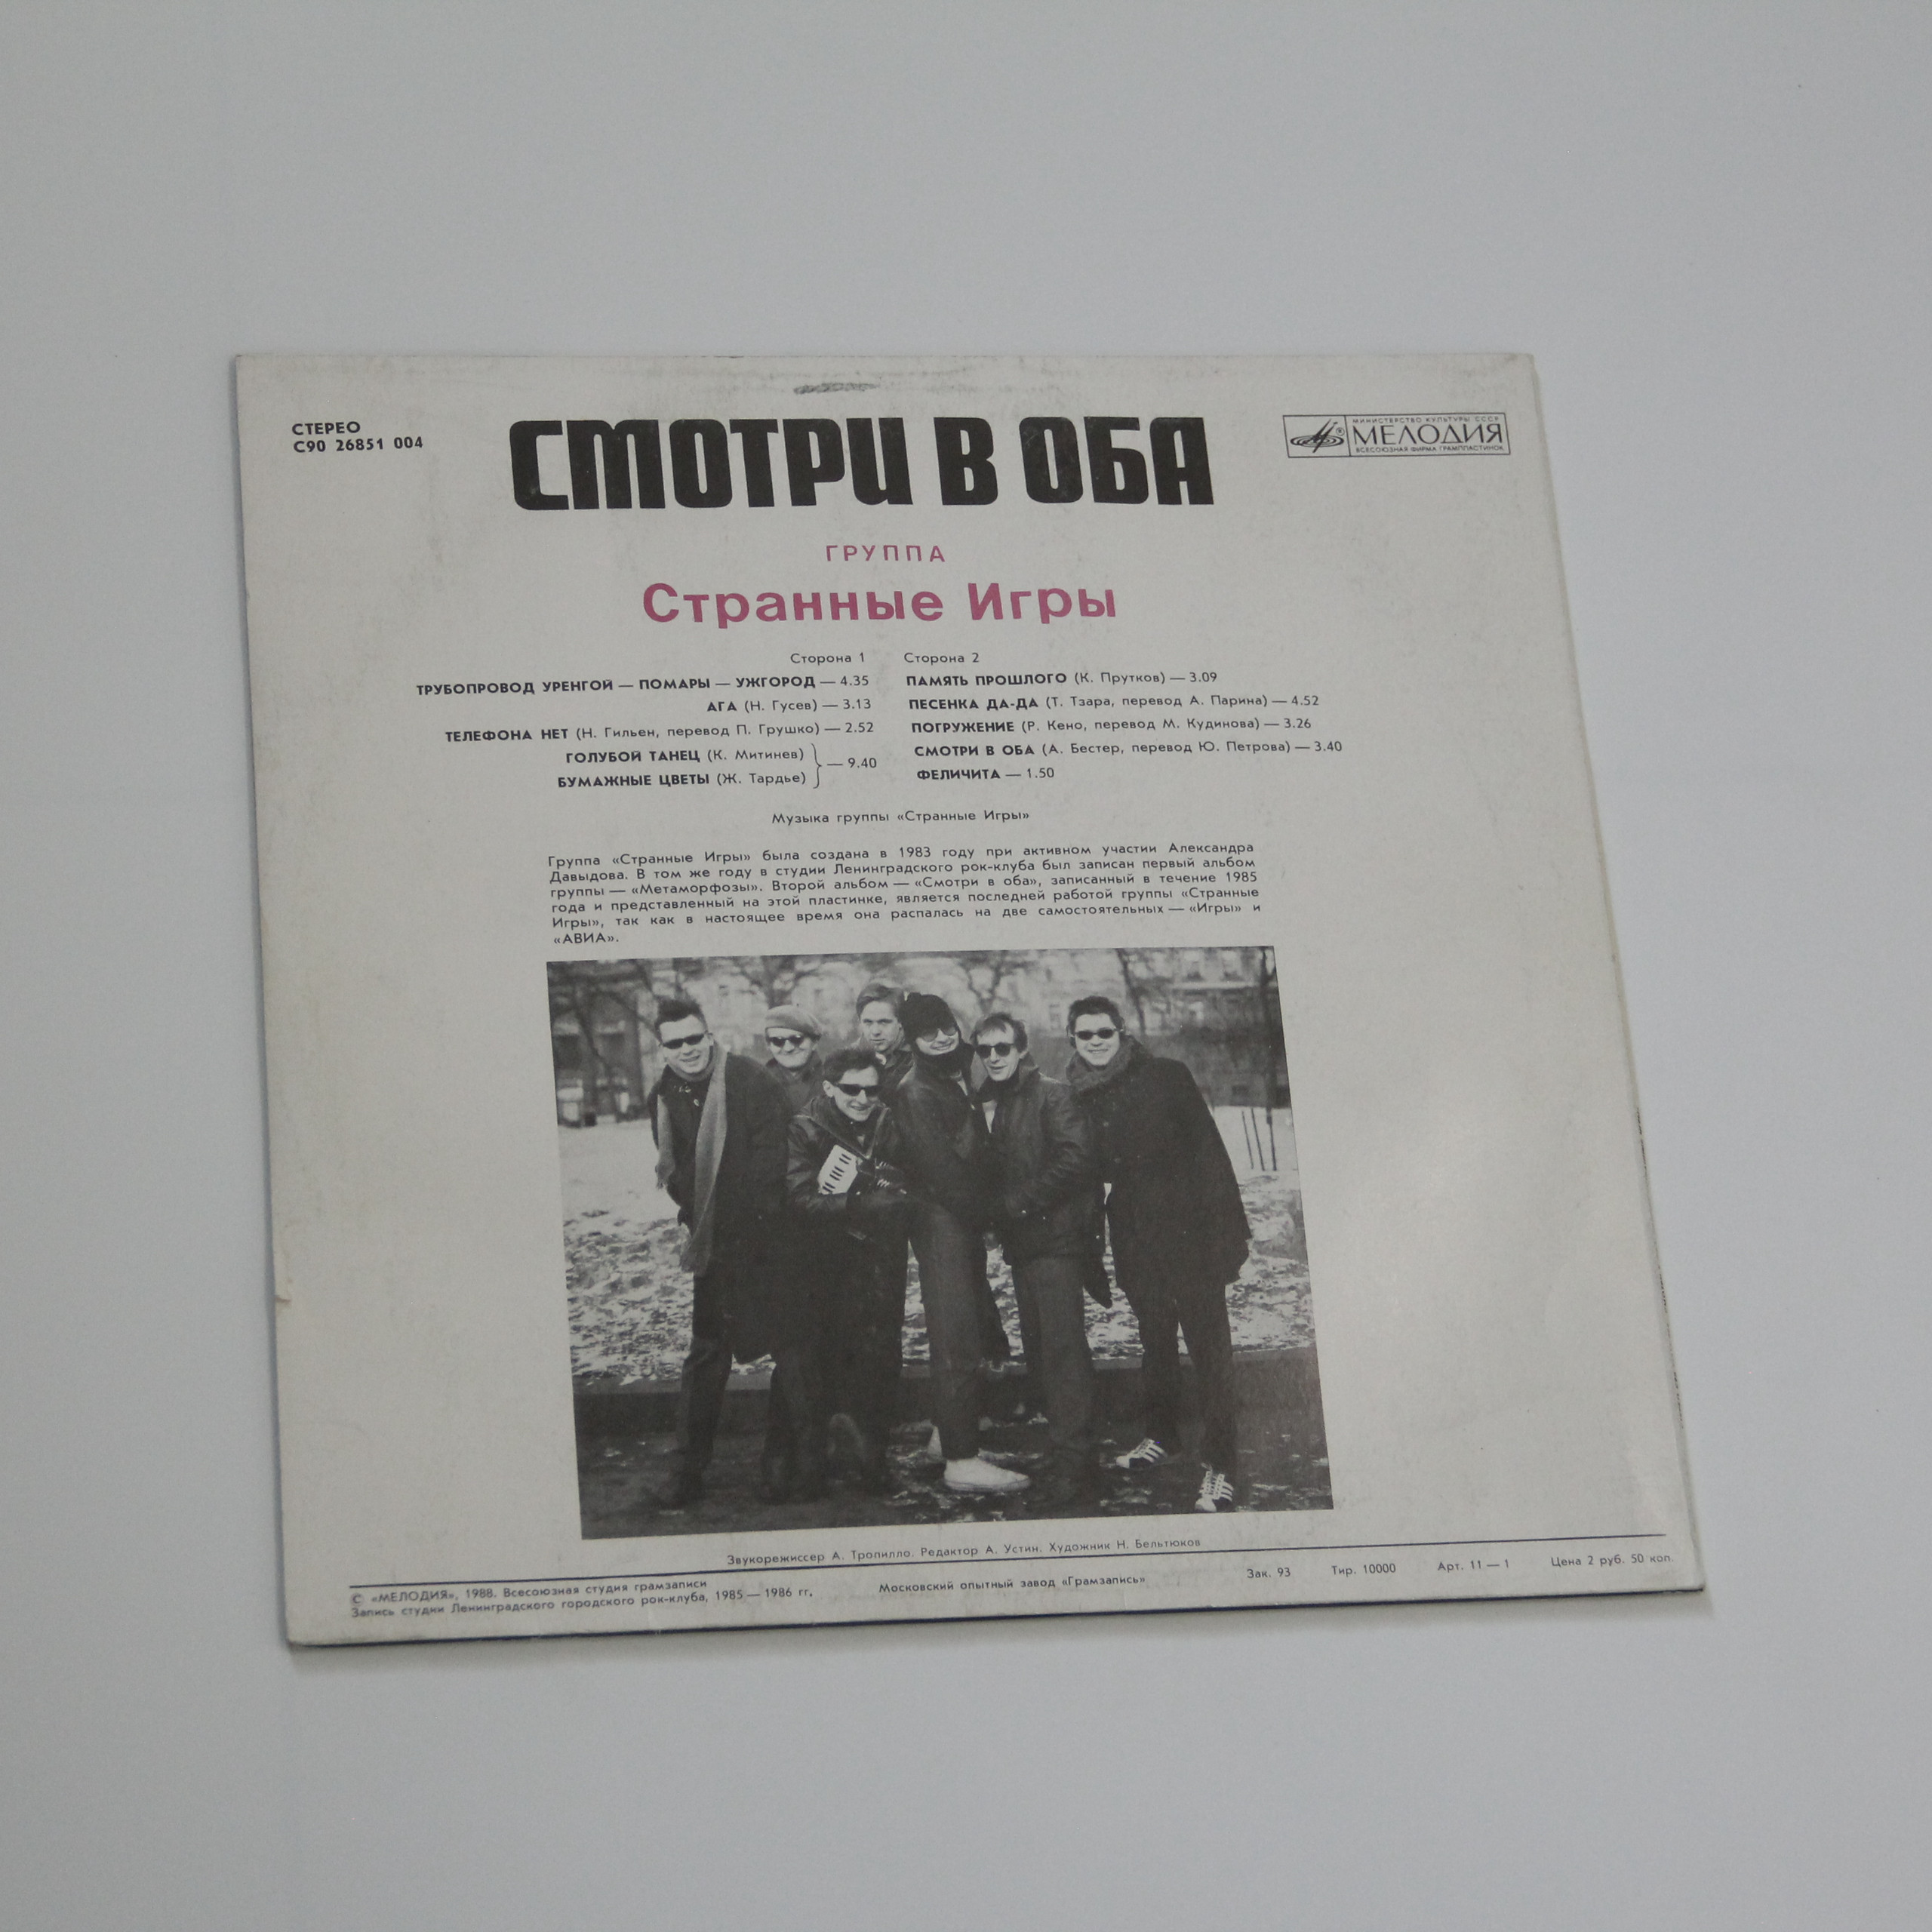 СТЕРЕО
С90 26851 004
СМОТРИ В ОБА
МИНИСТЕРСТВО КУЛЬТУРЫ СССР
МЕЛОДИЯ
ВСЕСОЮЗНАЯ ФИРМА ГРАМПЛАСТИНОК
ГРУППА
Странные Игры
Сторона 1
ТРУБОПРОВОД УРЕНГОЙ — ПОМАРЫ — УЖГОРОД — 4.35
АГА (Н. Гусев) — 3.13
ТЕЛЕФОНА НЕТ (Н. Гильен, перевод П. Грушко) — 2.52
ГОЛУБОЙ ТАНЕЦ (К. Митинев)
БУМАЖНЫЕ ЦВЕТЫ (Ж. Тардье)
— 9.40
Сторона 2
ПАМЯТЬ ПРОШЛОГО (К. Прутков) — 3.09
ПЕСЕНКА ДА-ДА (Т. Тзара, перевод А. Парина) — 4.52
ПОГРУЖЕНИЕ (Р. Кено, перевод М. Кудинова) — 3.26
СМОТРИ В ОБА (А. Бестер, перевод Ю. Петрова) — 3.40
ФЕЛИЧИТА — 1.50
Музыка группы «Странные Игры»
Группа «Странные Игры» была создана в 1983 году при активном участии Александра
Давыдова. В том же году в студии Ленинградского рок-клуба был записан первый альбом
группы — «Метаморфозы». Второй альбом — «Смотри в оба», записанный в течение 1985
года и представленный на этой пластинке, является последней работой группы «Странные
Игры», так как в настоящее время она распалась на две самостоятельных — «Игры» и
«АВИА».
Звукорежиссер А. Тропилло. Редактор А. Устин. Художник Н. Бельтюков
С «МЕЛОДИЯ», 1988. Всесоюзная студия грамзаписи
Запись студии Ленинградского городского рок-клуба, 1985 — 1986 гг.
Московский опытный завод «Грамзапись»
Зак. 93
Тир. 10000
Арт. 11 — 1
Цена 2 руб. 50 коп.